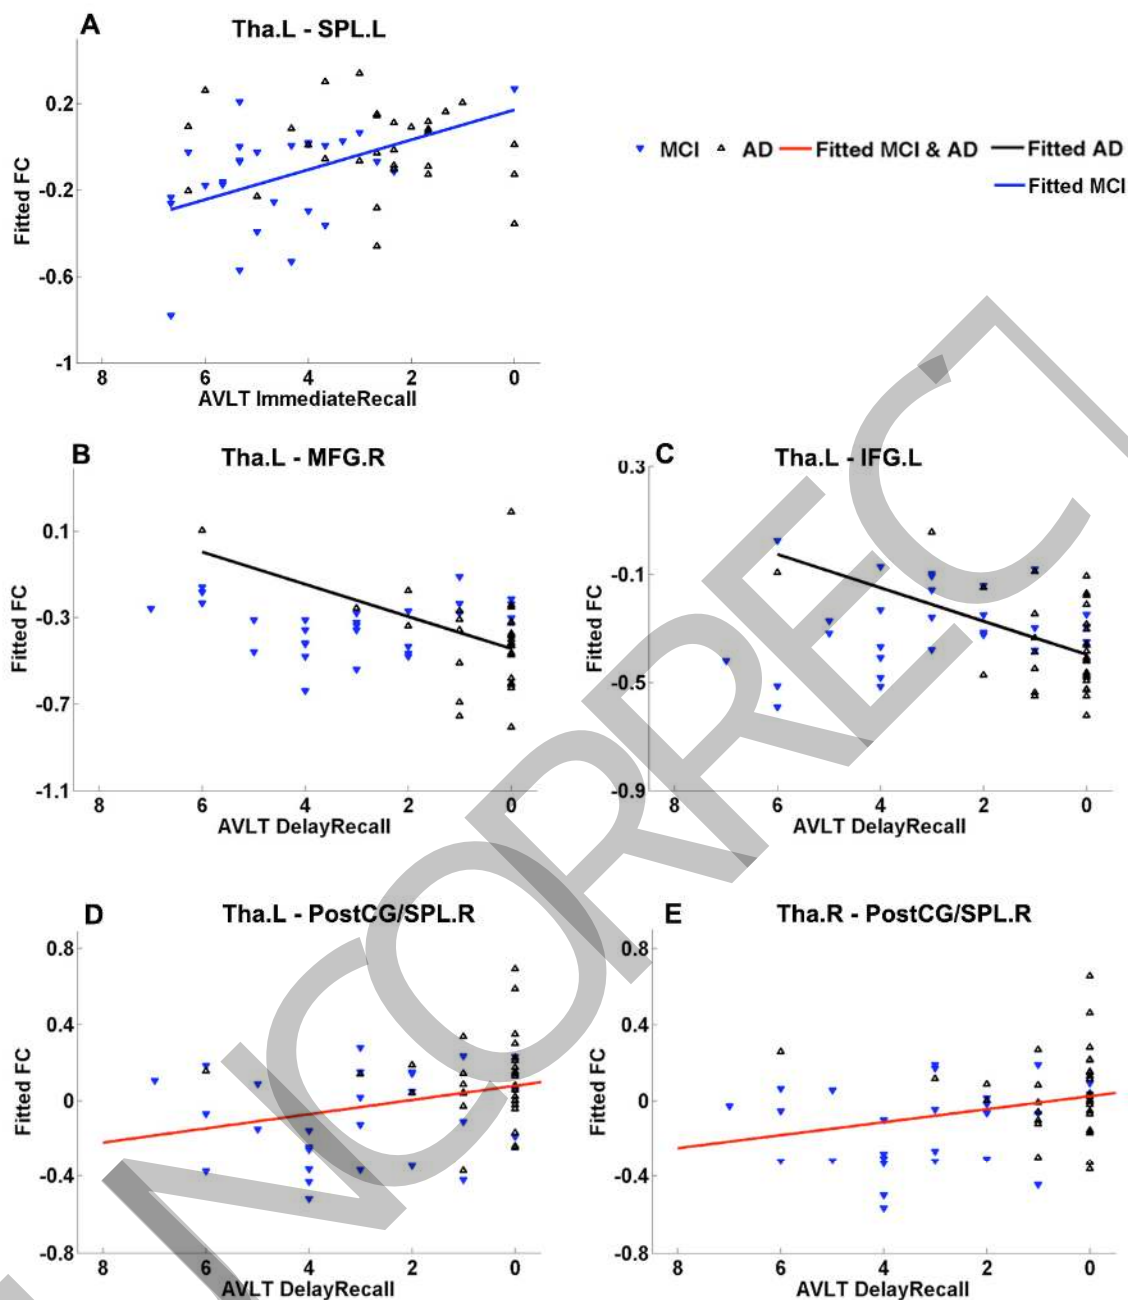 A
Tha.L - SPL.L
0.2
-0.2
-0.6
-1
Fitted FC
8 6 4 2 0
AVLT ImmediateRecall
MCI AD Fitted MCI & AD Fitted AD
Fitted MCI
B
Tha.L - MFG.R
0.1
-0.3
-0.7
-1.1
Fitted FC
8 6 4 2 0
AVLT DelayRecall
C
Tha.L - IFG.L
0.3
-0.1
-0.5
-0.9
Fitted FC
8 6 4 2 0
AVLT DelayRecall
D
Tha.L - PostCG/SPL.R
0.8
0.4
0
-0.4
-0.8
Fitted FC
8 6 4 2 0
AVLT DelayRecall
E
Tha.R - PostCG/SPL.R
0.8
0.4
0
-0.4
-0.8
Fitted FC
8 6 4 2 0
AVLT DelayRecall
NCORREC